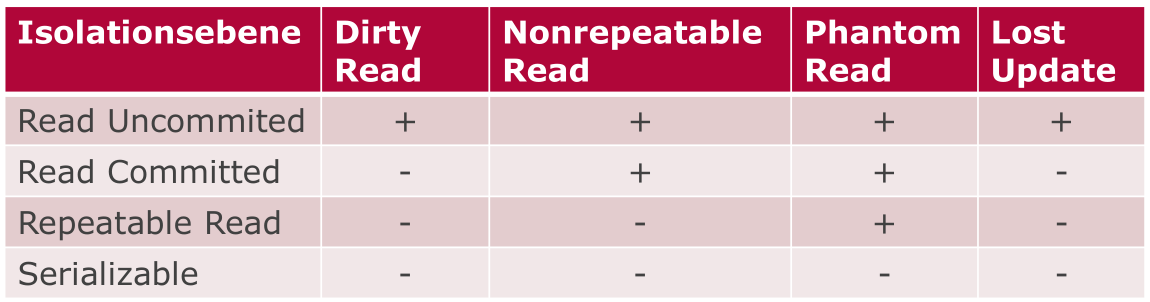 Isolationsebene Dirty Read Nonrepeatable Read Phantom Read Lost Update
Read Uncommited + + + +
Read Committed - + + -
Repeatable Read - - + -
Serializable - - - -